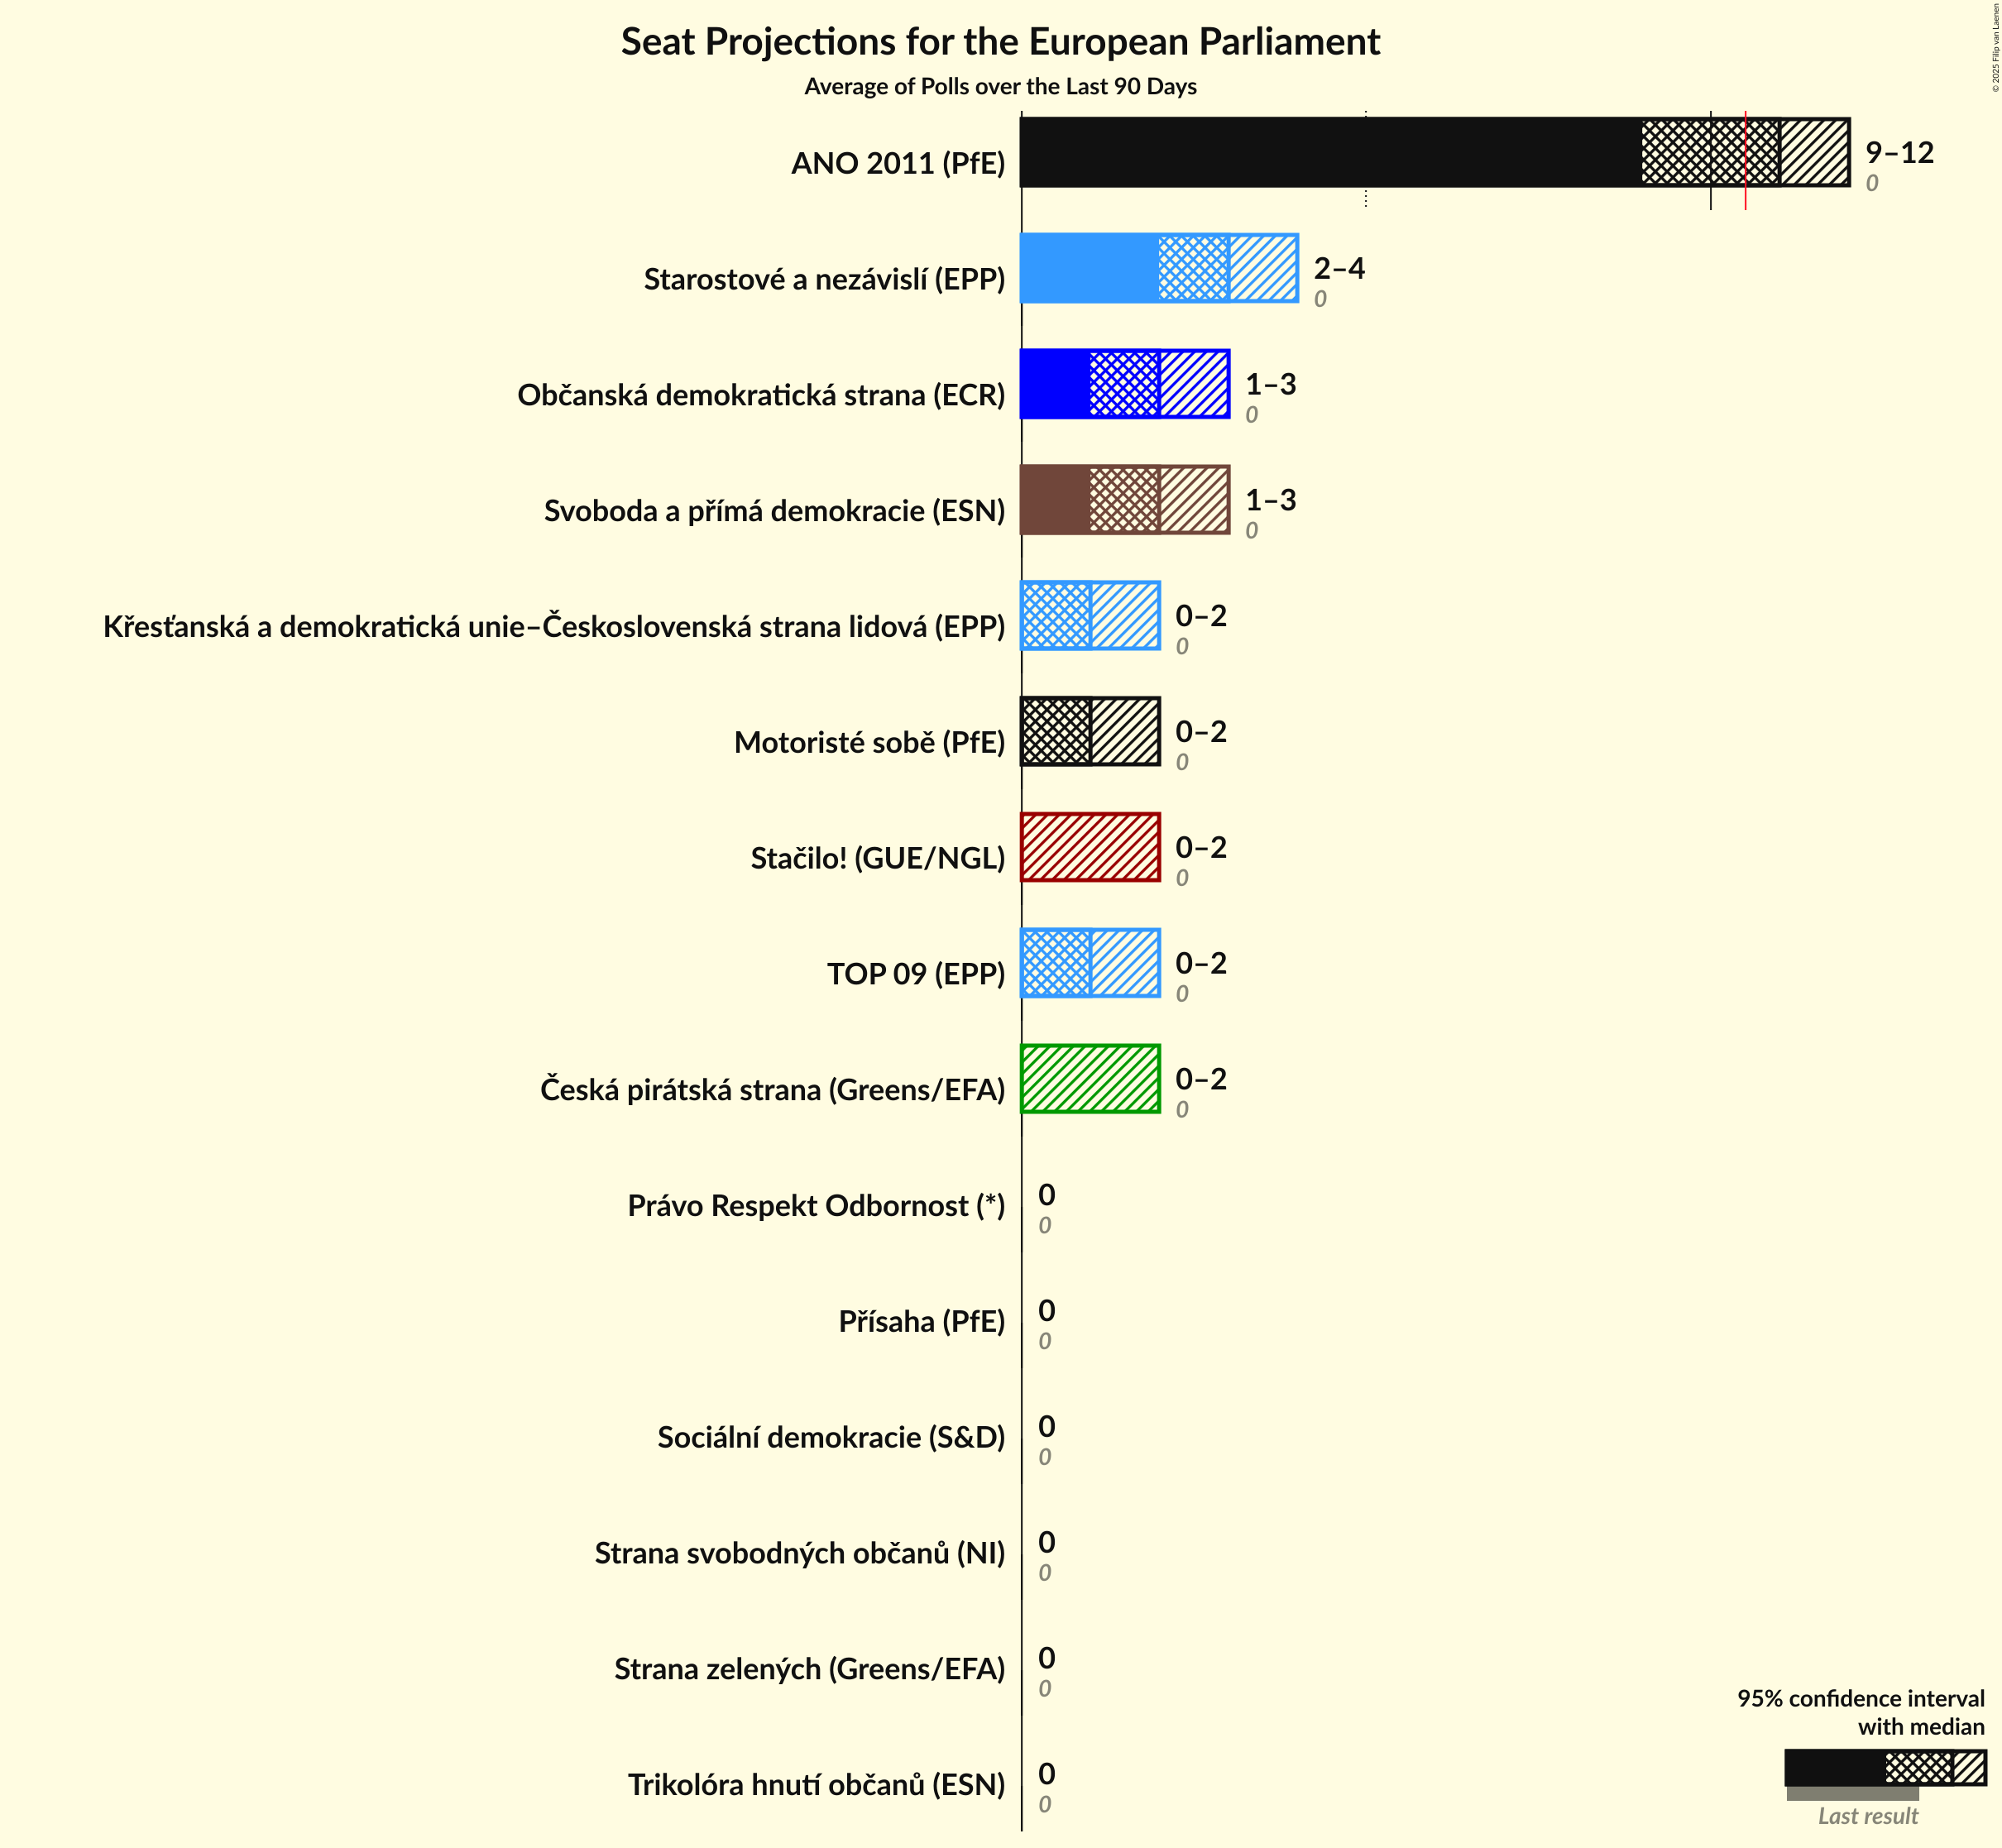 Seat Projections for the European Parliament
Average of Polls over the Last 90 Days
© 2025 Filip van Laenen
ANO 2011 (PfE)
9–12
0
Starostové a nezávislí (EPP)
2–4
0
Občanská demokratická strana (ECR)
1–3
0
Svoboda a přímá demokracie (ESN)
1–3
0
Křesťanská a demokratická unie–Československá strana lidová (EPP)
0–2
0
Motoristé sobě (PfE)
0–2
0
Stačilo! (GUE/NGL)
0–2
0
TOP 09 (EPP)
0–2
0
Česká pirátská strana (Greens/EFA)
0–2
0
Právo Respekt Odbornost (*)
0
0
Přísaha (PfE)
0
0
Sociální demokracie (S&D)
0
0
Strana svobodných občanů (NI)
0
0
Strana zelených (Greens/EFA)
0
0
Trikolóra hnutí občanů (ESN)
0
0
95% confidence interval
with median
Last result